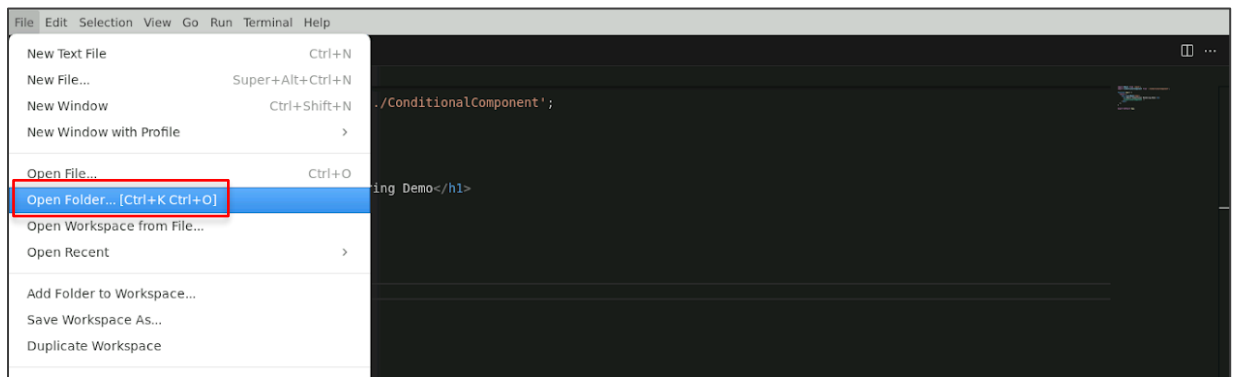 File Edit Selection View Go Run Terminal Help
New Text File Ctrl+N
New File... Super+Alt+Ctrl+N
New Window Ctrl+Shift+N
New Window with Profile
Open File... Ctrl+O
Open Folder... [Ctrl+K Ctrl+O]
Open Workspace from File...
Open Recent
Add Folder to Workspace...
Save Workspace As...
Duplicate Workspace
./ConditionalComponent';
ring Demo</h1>